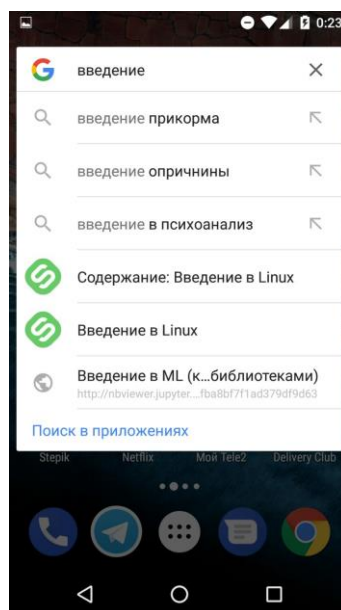 0:23
введение
введение прикорма
введение опричнины
введение в психоанализ
Содержание: Введение в Linux
Введение в Linux
Введение в ML (к...библиотеками)
http://nbviewer.jupyter....fba8bf7f1ad379df9d63
Поиск в приложениях
Stepik Netflix Мой Tele2 Delivery Club